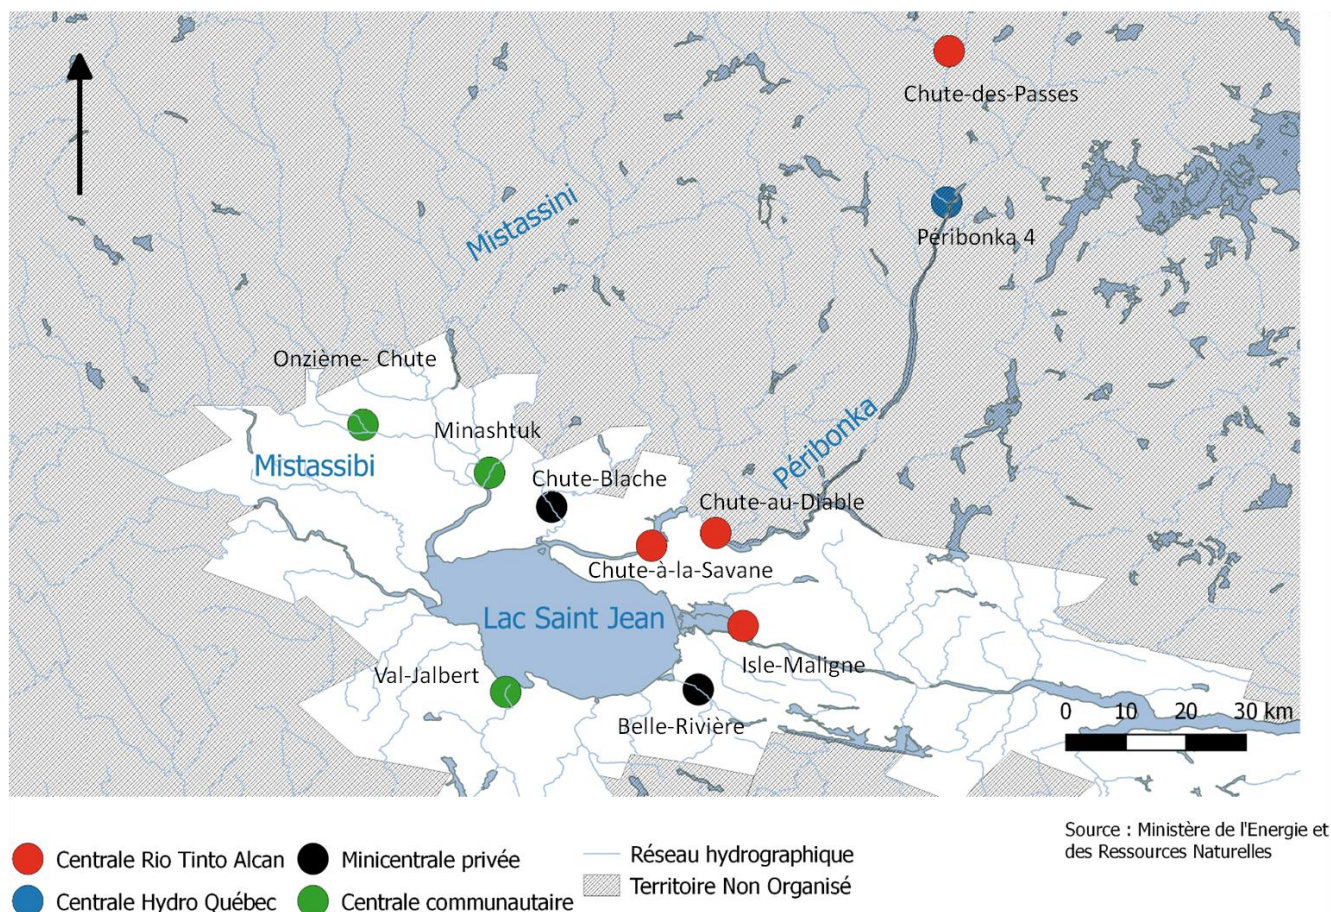 Chute-des-Passes
Mistassini
Péribonka 4
Onzième- Chute
Minashtuk
Péribonka
Mistassibi
Chute-Blache
Chute-au-Diable
Chute-à-la-Savane
Lac Saint Jean
Isle-Maligne
Val-Jalbert
Belle-Rivière
0 10 20 30 km
Source : Ministère de l'Energie et
des Ressources Naturelles
Centrale Rio Tinto Alcan
Minicentrale privée
Réseau hydrographique
Centrale Hydro Québec
Centrale communautaire
Territoire Non Organisé